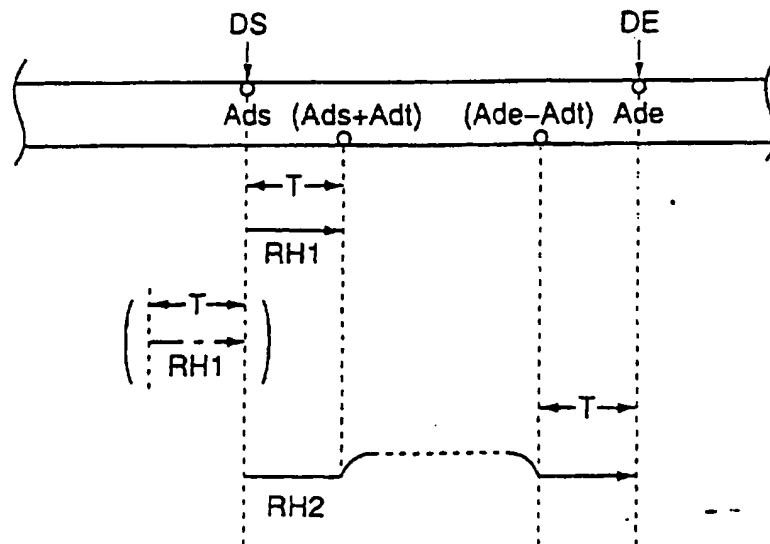 DS DE
Ads (Ads+Adt) (Ade–Adt) Ade
T
RH1
T
RH1
T
RH2